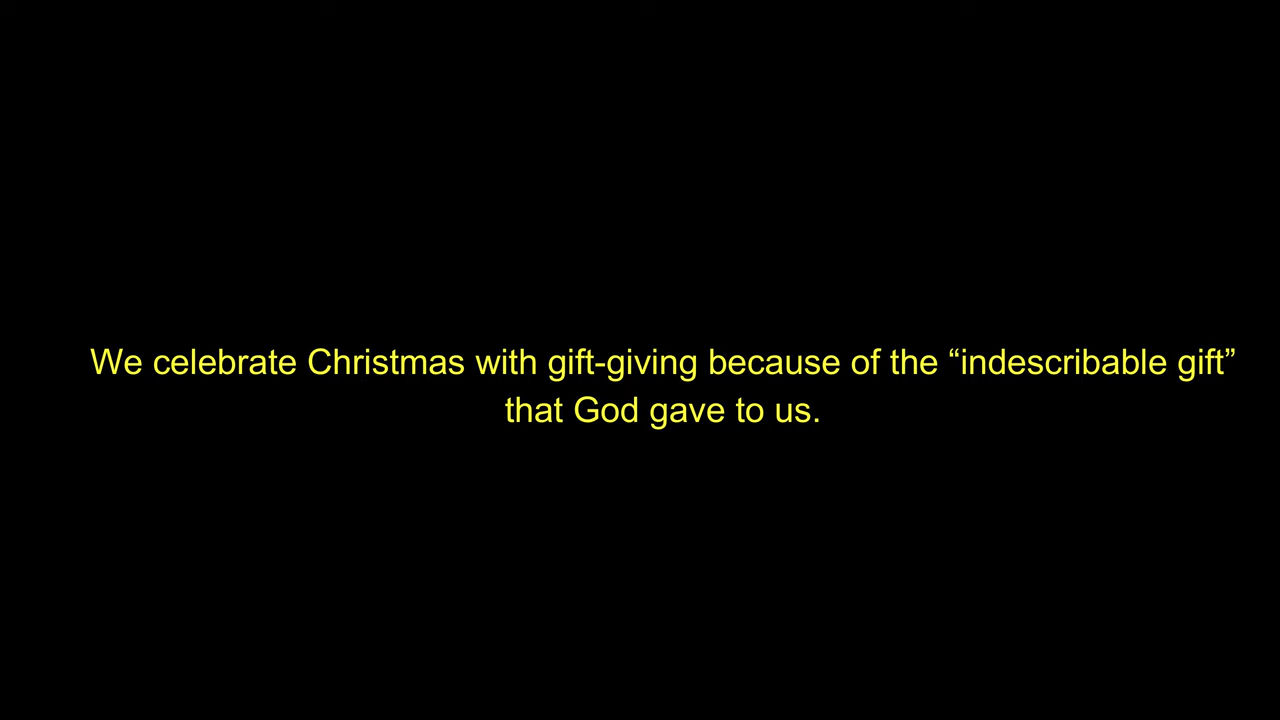 We celebrate Christmas with gift-giving because of the “indescribable gift”
that God gave to us.